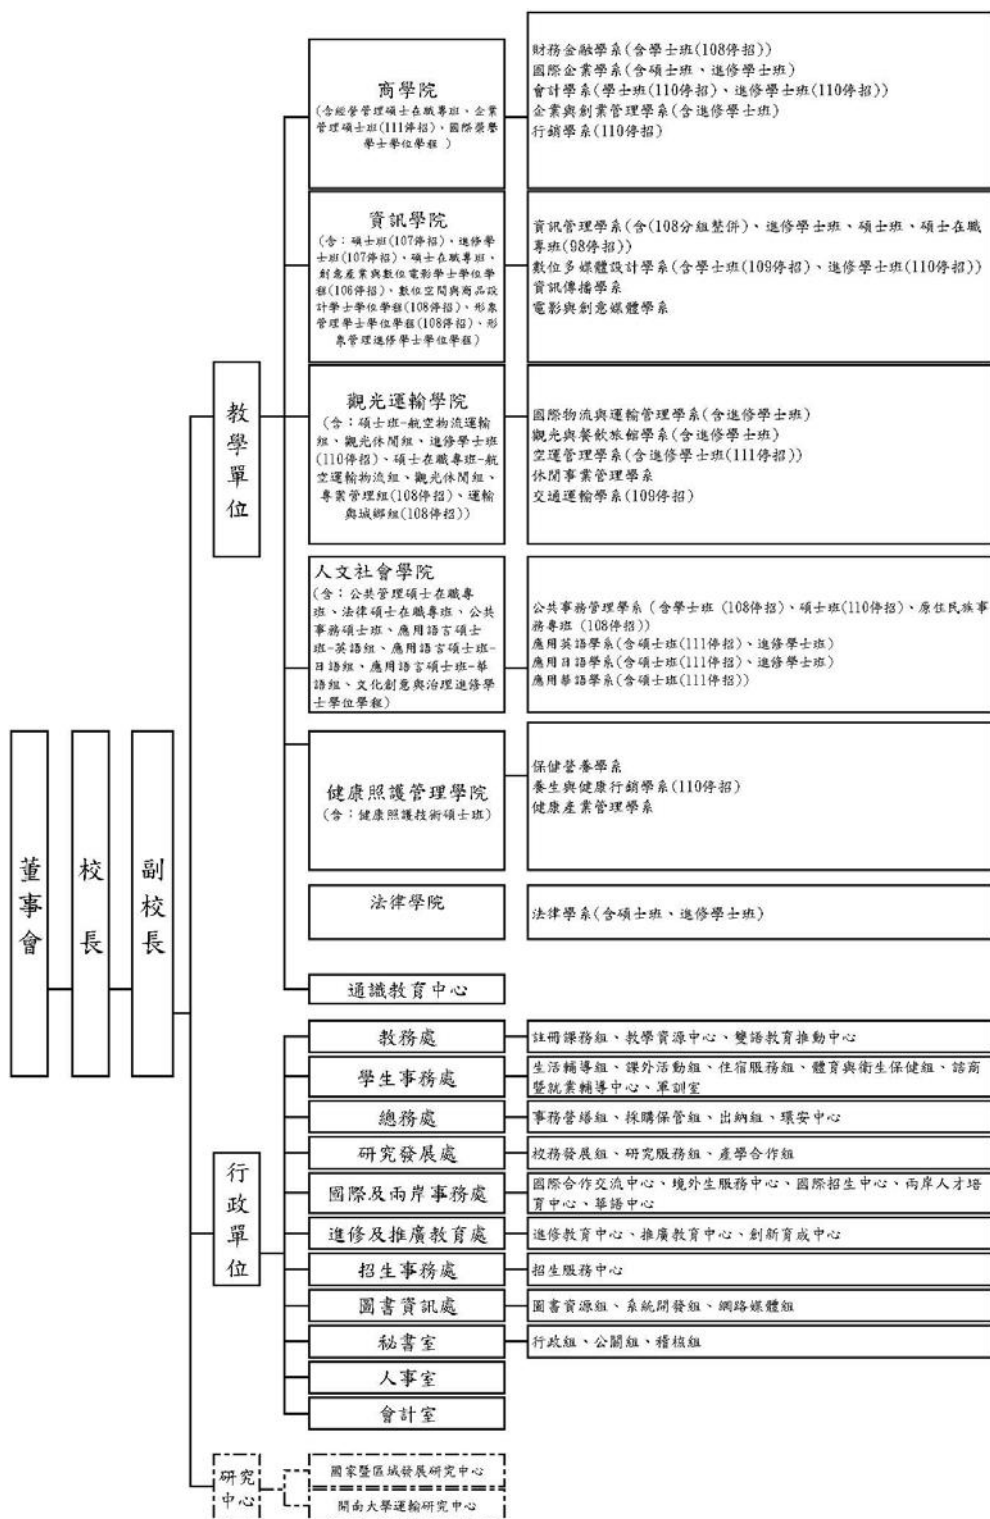 董事會
校長
副校長
教學單位
商學院
(含經營管理碩士在職專班、企業
管理碩士班(111停招)、國際榮譽
學士學位學程 )
財務金融學系(含學士班(108停招))
國際企業學系(含碩士班、進修學士班)
會計學系(學士班(110停招)、進修學士班(110停招))
企業與創業管理學系(含進修學士班)
行銷學系(110停招)
資訊學院
(含：碩士班(107停招)、進修學
士班(107停招)、碩士在職專班、
創意產業與數位電影學士學位學
程(106停招)、數位空間與商品設
計學士學位學程(108停招)、形象
管理學士學位學程(108停招)、形
象管理進修學士學位學程)
資訊管理學系(含(108分組整併)、進修學士班、碩士班、碩士在職
專班(98停招))
數位多媒體設計學系(含學士班(109停招)、進修學士班(110停招))
資訊傳播學系
電影與創意媒體學系
觀光運輸學院
(含：碩士班-航空物流運輸
組、觀光休閒組、進修學士班
(110停招)、碩士在職專班-航
空運輸物流組、觀光休閒組、
專案管理組(108停招)、運輸
與城鄉組(108停招))
國際物流與運輸管理學系(含進修學士班)
觀光與餐飲旅館學系(含進修學士班)
空運管理學系(含進修學士班(111停招))
休閒事業管理學系
交通運輸學系(109停招)
人文社會學院
(含：公共管理碩士在職專
班、法律碩士在職專班、公共
事務碩士班、應用語言碩士
班-英語組、應用語言碩士班-
日語組、應用語言碩士班-華
語組、文化創意與治理進修學
士學位學程)
公共事務管理學系 (含學士班 (108停招)、碩士班(110停招)、原住民族事
務專班 (108停招))
應用英語學系(含碩士班(111停招)、進修學士班)
應用日語學系(含碩士班(111停招)、進修學士班)
應用華語學系(含碩士班(111停招))
健康照護管理學院
(含：健康照護技術碩士班)
保健營養學系
養生與健康行銷學系(110停招)
健康產業管理學系
法律學院
法律學系(含碩士班、進修學士班)
通識教育中心
行政單位
教務處
註冊課務組、教學資源中心、雙語教育推動中心
學生事務處
生活輔導組、課外活動組、住宿服務組、體育與衛生保健組、諮商
暨就業輔導中心、軍訓室
總務處
事務營繕組、採購保管組、出納組、環安中心
研究發展處
校務發展組、研究服務組、產學合作組
國際及兩岸事務處
國際合作交流中心、境外生服務中心、國際招生中心、兩岸人才培
育中心、華語中心
進修及推廣教育處
進修教育中心、推廣教育中心、創新育成中心
招生事務處
招生服務中心
圖書資訊處
圖書資源組、系統開發組、網路媒體組
秘書室
行政組、公關組、稽核組
人事室
會計室
研究
中心
國家暨區域發展研究中心
開南大學運輸研究中心